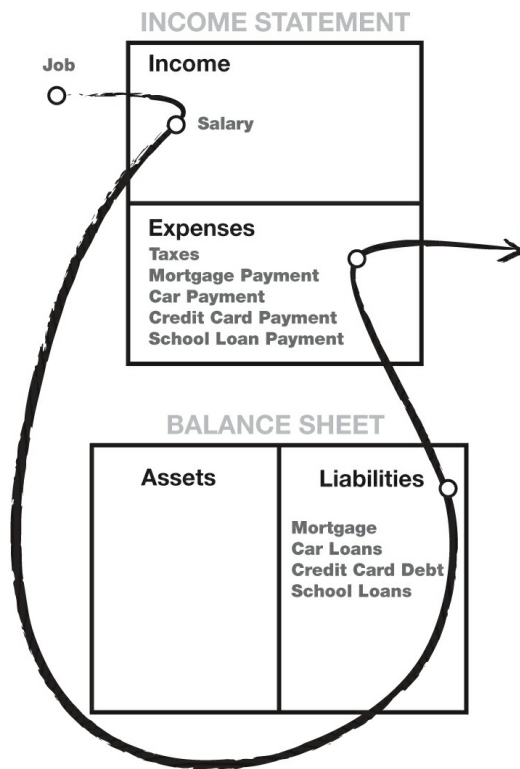 INCOME STATEMENT
Job
Income
Salary
Expenses
Taxes
Mortgage Payment
Car Payment
Credit Card Payment
School Loan Payment
BALANCE SHEET
Assets
Liabilities
Mortgage
Car Loans
Credit Card Debt
School Loans